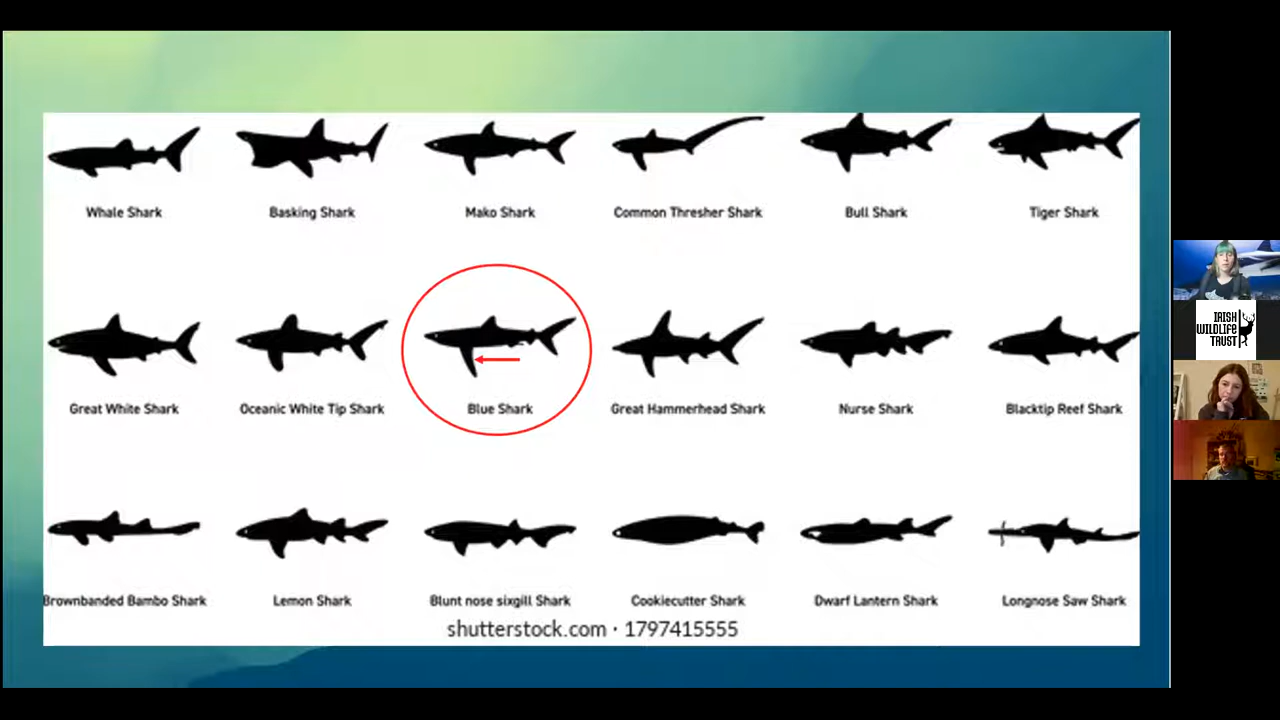 Whale Shark
Basking Shark
Mako Shark
Common Thresher Shark
Bull Shark
Tiger Shark
Great White Shark
Oceanic White Tip Shark
Blue Shark
Great Hammerhead Shark
Nurse Shark
Blacktip Reef Shark
Brownbanded Bambo Shark
Lemon Shark
Blunt nose sixgill Shark
Cookiecutter Shark
Dwarf Lantern Shark
Longnose Saw Shark
shutterstock.com · 1797415555
IRISH
WILDLIFE
TRUST